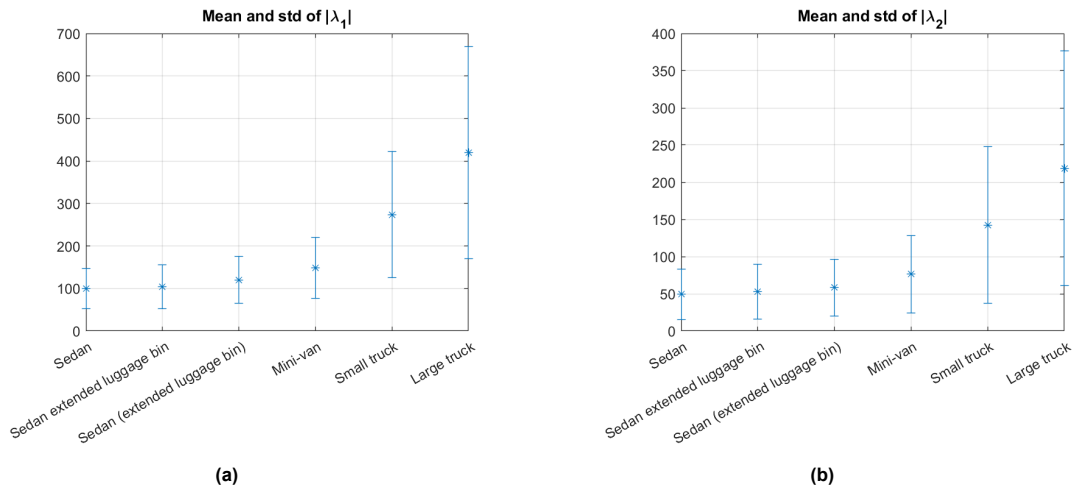 Mean and std of |λ1|
700
600
500
400
300
200
100
0
Sedan
Sedan extended luggage bin
Sedan (extended luggage bin)
Mini-van
Small truck
Large truck
(a)
Mean and std of |λ2|
400
350
300
250
200
150
100
50
0
Sedan
Sedan extended luggage bin
Sedan (extended luggage bin)
Mini-van
Small truck
Large truck
(b)